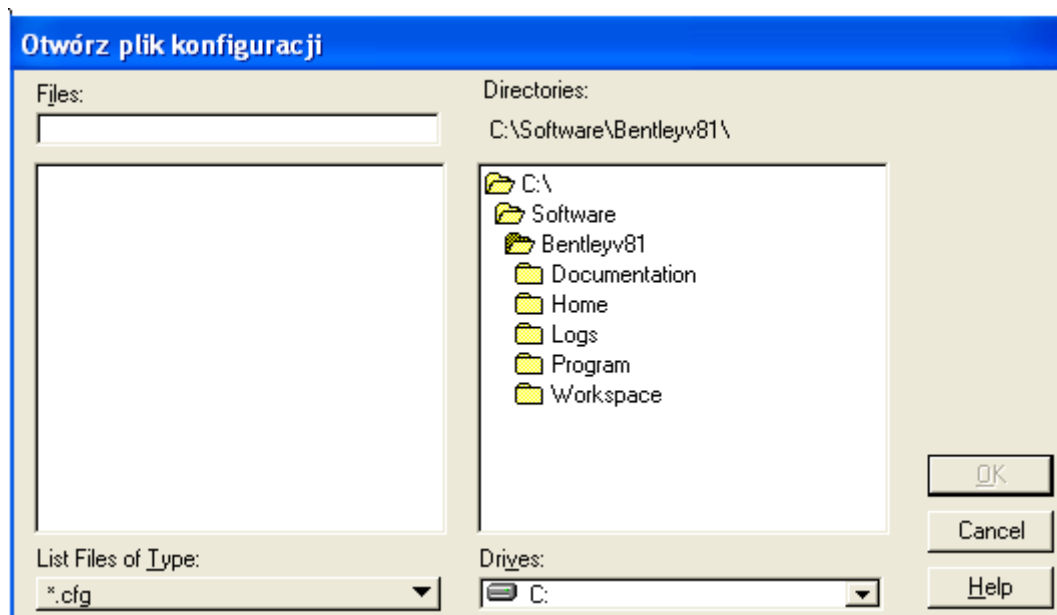 Otwórz plik konfiguracji
Files:
Directories:
C:\Software\Bentleyv81\
C:\
Software
Bentleyv81
Documentation
Home
Logs
Program
Workspace
OK
Cancel
Help
List Files of Type:
*.cfg
Drives:
C: